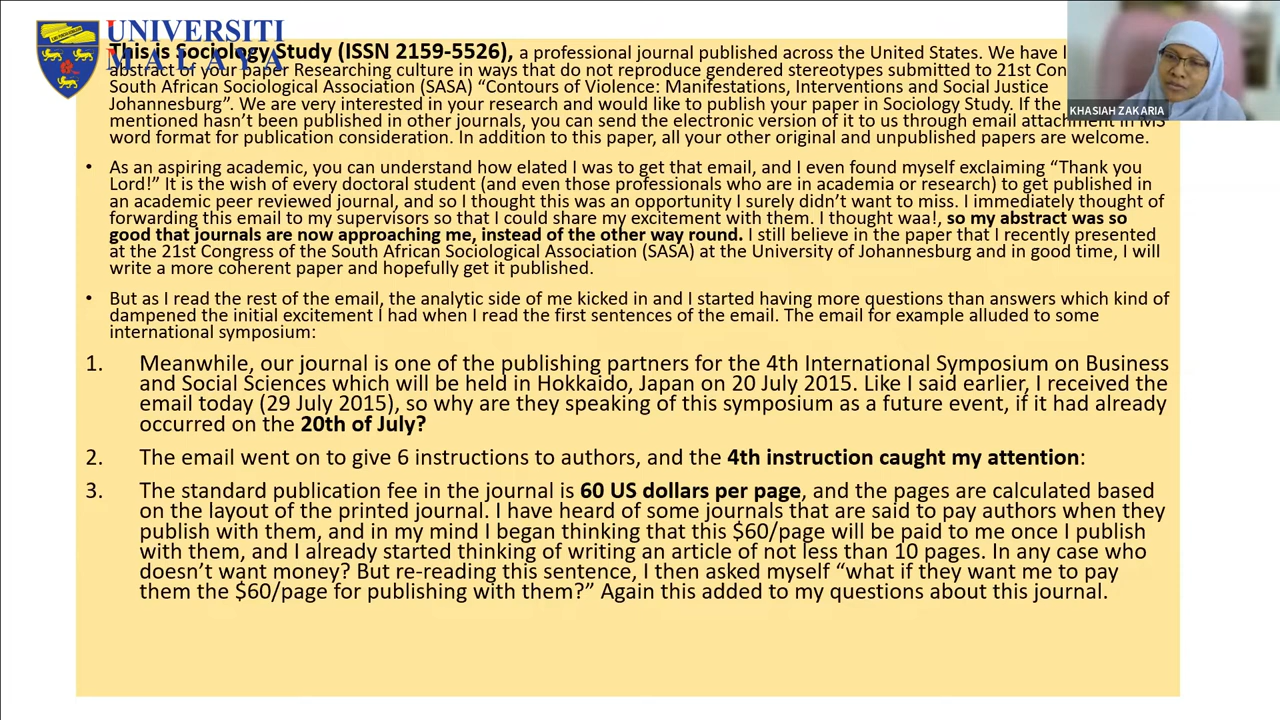 UNIVERSITI
MALAYA
This is Sociology Study (ISSN 2159-5526), a professional journal published across the United States. We have
abstract of your paper Researching culture in ways that do not reproduce gendered stereotypes submitted to 21st
South African Sociological Association (SASA) “Contours of Violence: Manifestations, Interventions and Social Justice
Johannesburg”. We are very interested in your research and would like to publish your paper in Sociology Study. If the
KHASIAH ZAKARIA
mentioned hasn’t been published in other journals, you can send the electronic version of it to us through email attachment in MS
word format for publication consideration. In addition to this paper, all your other original and unpublished papers are welcome.
• As an aspiring academic, you can understand how elated I was to get that email, and I even found myself exclaiming “Thank you
Lord!” It is the wish of every doctoral student (and even those professionals who are in academia or research) to get published in
an academic peer reviewed journal, and so I thought this was an opportunity I surely didn’t want to miss. I immediately thought of
forwarding this email to my supervisors so that I could share my excitement with them. I thought waa!, so my abstract was so
good that journals are now approaching me, instead of the other way round. I still believe in the paper that I recently presented
at the 21st Congress of the South African Sociological Association (SASA) at the University of Johannesburg and in good time, I will
write a more coherent paper and hopefully get it published.
• But as I read the rest of the email, the analytic side of me kicked in and I started having more questions than answers which kind of
dampened the initial excitement I had when I read the first sentences of the email. The email for example alluded to some
international symposium:
1. Meanwhile, our journal is one of the publishing partners for the 4th International Symposium on Business
and Social Sciences which will be held in Hokkaido, Japan on 20 July 2015. Like I said earlier, I received the
email today (29 July 2015), so why are they speaking of this symposium as a future event, if it had already
occurred on the 20th of July?
2. The email went on to give 6 instructions to authors, and the 4th instruction caught my attention:
3. The standard publication fee in the journal is 60 US dollars per page, and the pages are calculated based
on the layout of the printed journal. I have heard of some journals that are said to pay authors when they
publish with them, and in my mind I began thinking that this $60/page will be paid to me once I publish
with them, and I already started thinking of writing an article of not less than 10 pages. In any case who
doesn’t want money? But re-reading this sentence, I then asked myself “what if they want me to pay
them the $60/page for publishing with them?” Again this added to my questions about this journal.